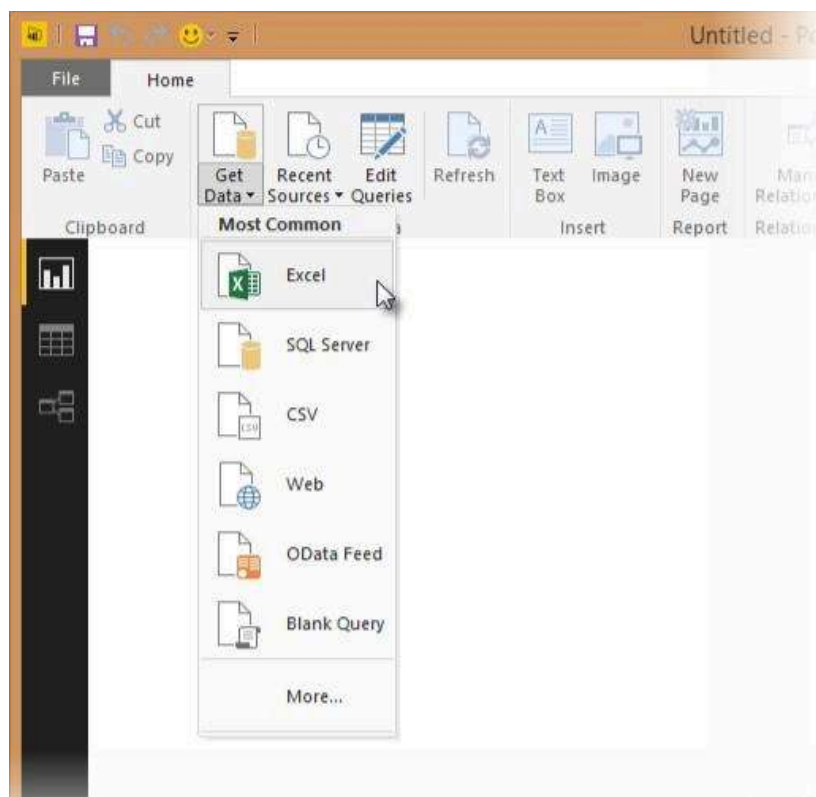 Untitled - Po
File Home
Cut
Copy
Paste
Get Data
Recent Sources
Edit Queries
Refresh
Text Box
Image
New Page
Clipboard
Insert
Report
Most Common
Excel
SQL Server
CSV
CSV
Web
OData Feed
Blank Query
More...